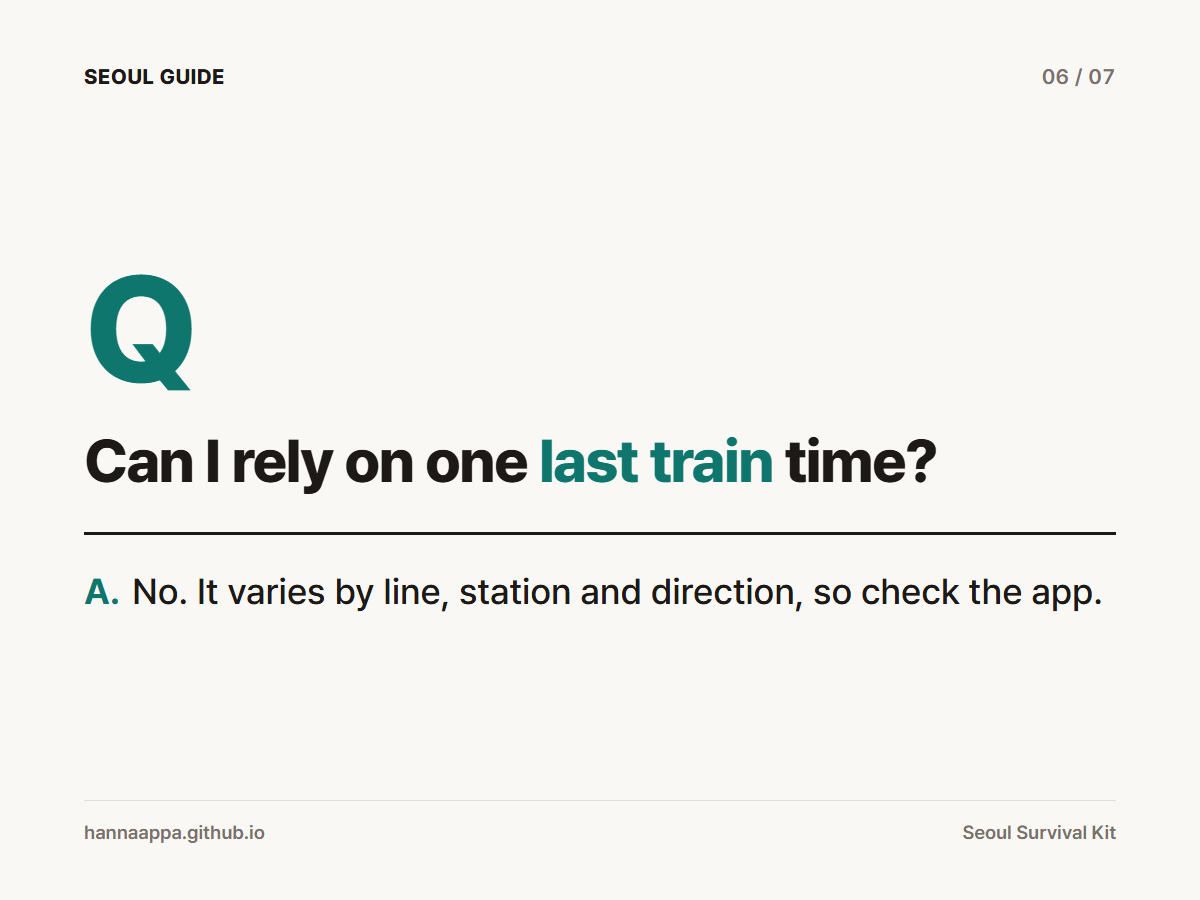 SEOUL GUIDE
06 / 07
Q
Can I rely on one last train time?
A. No. It varies by line, station and direction, so check the app.
hannaappa.github.io
Seoul Survival Kit